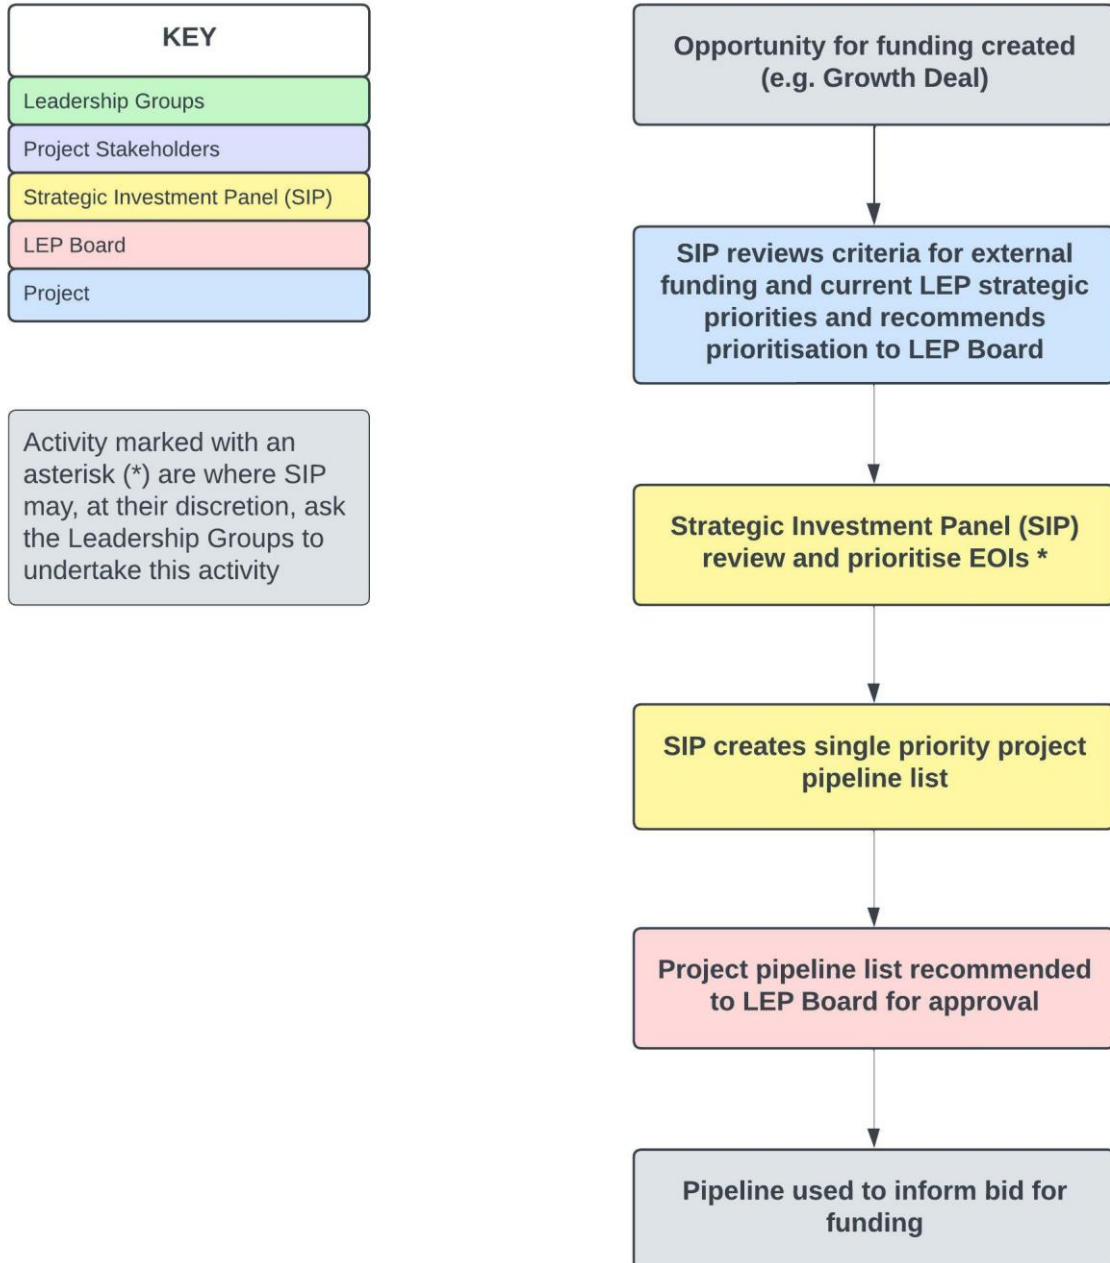 KEY
Leadership Groups
Project Stakeholders
Strategic Investment Panel (SIP)
LEP Board
Project
Activity marked with an
asterisk (*) are where SIP
may, at their discretion, ask
the Leadership Groups to
undertake this activity
Opportunity for funding created
(e.g. Growth Deal)
SIP reviews criteria for external
funding and current LEP strategic
priorities and recommends
prioritisation to LEP Board
Strategic Investment Panel (SIP)
review and prioritise EOIs *
SIP creates single priority project
pipeline list
Project pipeline list recommended
to LEP Board for approval
Pipeline used to inform bid for
funding